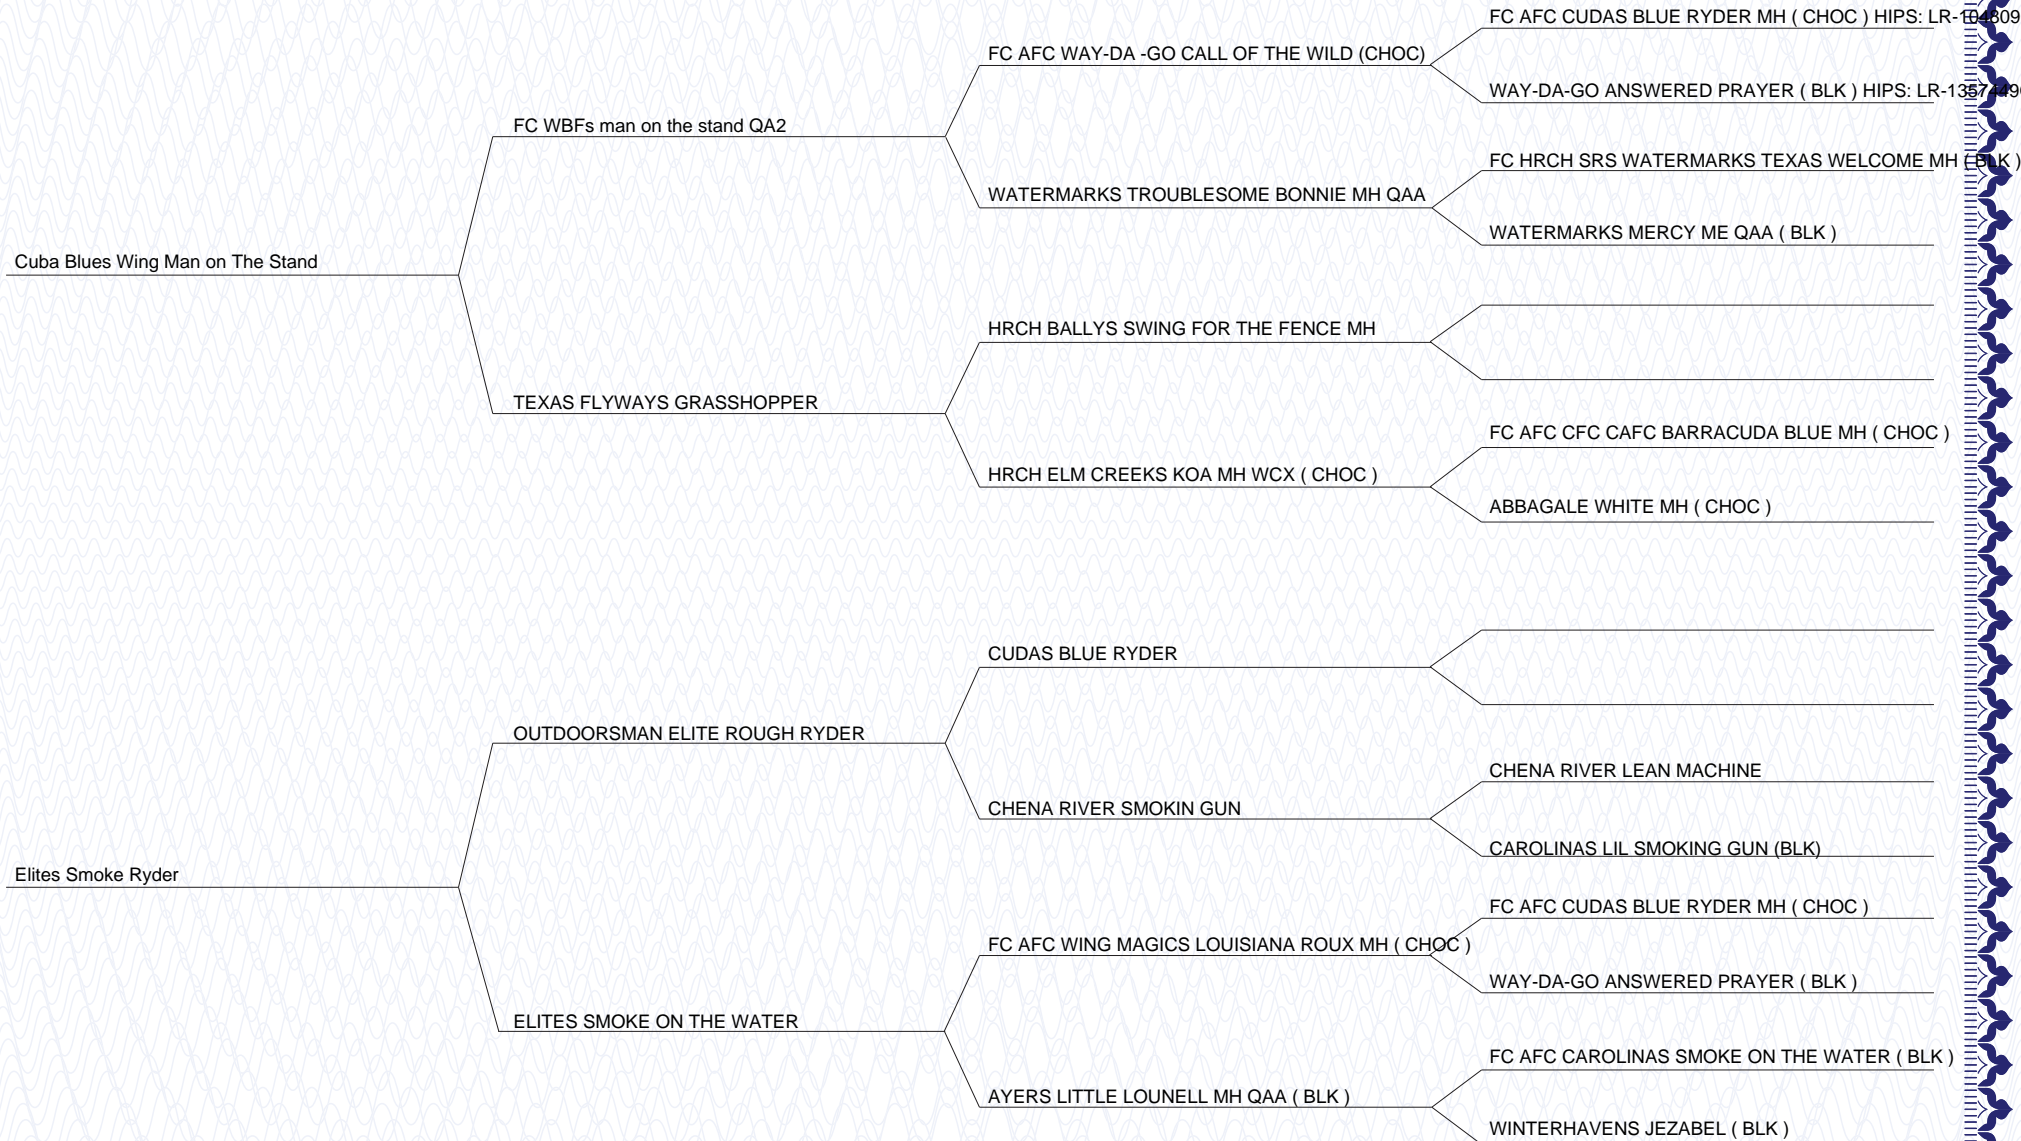 FC AFC CUDAS BLUE RYDER MH ( CHOC ) HIPS: LR-104809
FC AFC WAY-DA -GO CALL OF THE WILD (CHOC)
WAY-DA-GO ANSWERED PRAYER ( BLK ) HIPS: LR-135744
FC WBFs man on the stand QA2
FC HRCH SRS WATERMARKS TEXAS WELCOME MH ( BLK )
WATERMARKS TROUBLESOME BONNIE MH QAA
WATERMARKS MERCY ME QAA ( BLK )
Cuba Blues Wing Man on The Stand
HRCH BALLYS SWING FOR THE FENCE MH
TEXAS FLYWAYS GRASSHOPPER
FC AFC CFC CAFC BARRACUDA BLUE MH ( CHOC )
HRCH ELM CREEKS KOA MH WCX ( CHOC )
ABBAGALE WHITE MH ( CHOC )
CUDAS BLUE RYDER
OUTDOORSMAN ELITE ROUGH RYDER
CHENA RIVER LEAN MACHINE
CHENA RIVER SMOKIN GUN
CAROLINAS LIL SMOKING GUN (BLK)
Elites Smoke Ryder
FC AFC CUDAS BLUE RYDER MH ( CHOC )
FC AFC WING MAGICS LOUISIANA ROUX MH ( CHOC )
WAY-DA-GO ANSWERED PRAYER ( BLK )
ELITES SMOKE ON THE WATER
FC AFC CAROLINAS SMOKE ON THE WATER ( BLK )
AYERS LITTLE LOUNELL MH QAA ( BLK )
WINTERHAVENS JEZABEL ( BLK )